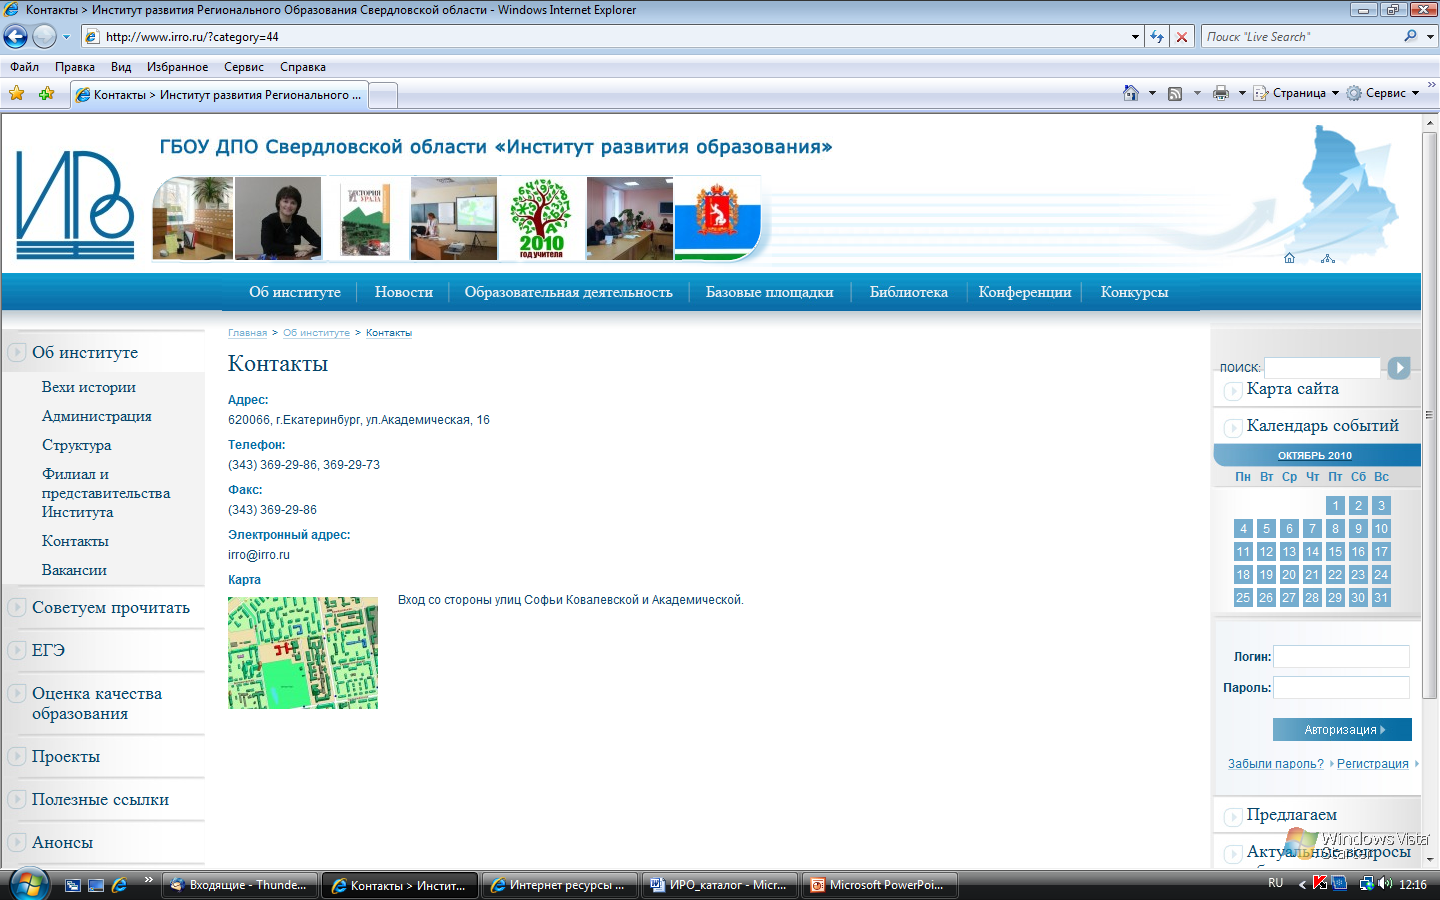 Контакты > Институт развития Регионального Образования Свердловской области - Windows Internet Explorer
http://www.irro.ru/?category=44
Поиск "Live Search"
Файл Правка Вид Избранное Сервис Справка
Контакты > Институт развития Регионального ...
Страница Сервис
ГБОУ ДПО Свердловской области «Институт развития образования»
ИРО
ИСТОРИЯ УРАЛА
2010
ГОД УЧИТЕЛЯ
Об институте Новости Образовательная деятельность Базовые площадки Библиотека Конференции Конкурсы
Главная > Об институте > Контакты
Об институте
Вехи истории
Администрация
Структура
Филиал и
представительства
Института
Контакты
Вакансии
Советуем прочитать
ЕГЭ
Оценка качества
образования
Проекты
Полезные ссылки
Анонсы
Контакты
Адрес:
620066, г.Екатеринбург, ул.Академическая, 16
Телефон:
(343) 369-29-86, 369-29-73
Факс:
(343) 369-29-86
Электронный адрес:
irro@irro.ru
Карта
Вход со стороны улиц Софьи Ковалевской и Академической.
ПОИСК:
Карта сайта
Календарь событий
ОКТЯБРЬ 2010
Пн Вт Ср Чт Пт Сб Вс
1 2 3
4 5 6 7 8 9 10
11 12 13 14 15 16 17
18 19 20 21 22 23 24
25 26 27 28 29 30 31
Логин:
Пароль:
Авторизация
Забыли пароль? Регистрация
Предлагаем
Актуальные вопросы
Windows Vista
Starter
Входящие - Thunde... Контакты > Инстит... Интернет ресурсы ... ИРО_каталог - Micr... Microsoft PowerPoi... RU 12:16